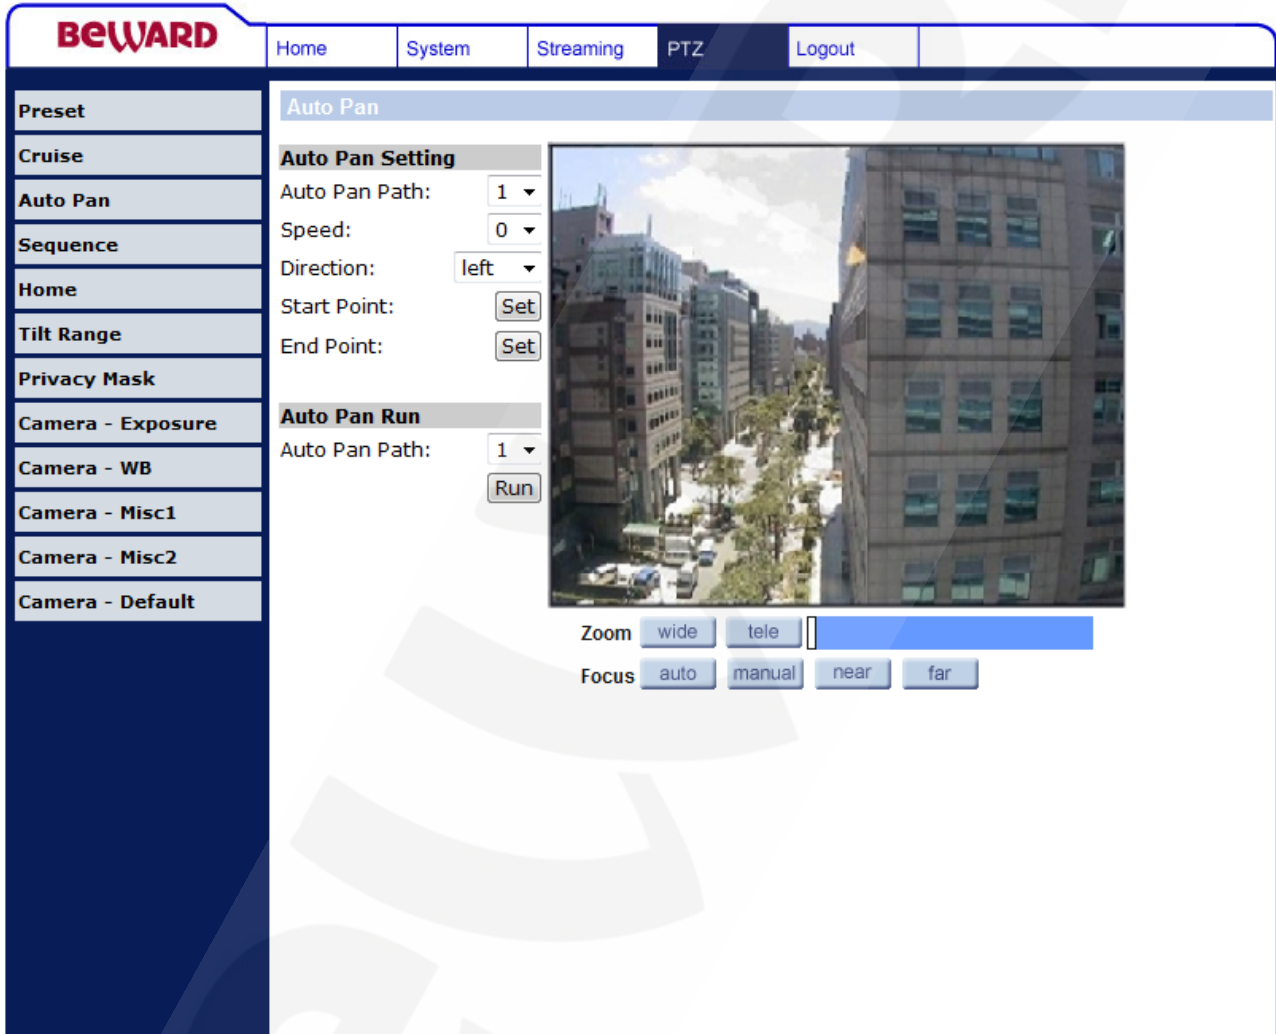 BEWARD
Home System Streaming PTZ Logout
Preset
Cruise
Auto Pan
Sequence
Home
Tilt Range
Privacy Mask
Camera - Exposure
Camera - WB
Camera - Misc1
Camera - Misc2
Camera - Default
Auto Pan
Auto Pan Setting
Auto Pan Path: 1
Speed: 0
Direction: left
Start Point: Set
End Point: Set
Auto Pan Run
Auto Pan Path: 1
Run
Zoom wide tele
Focus auto manual near far